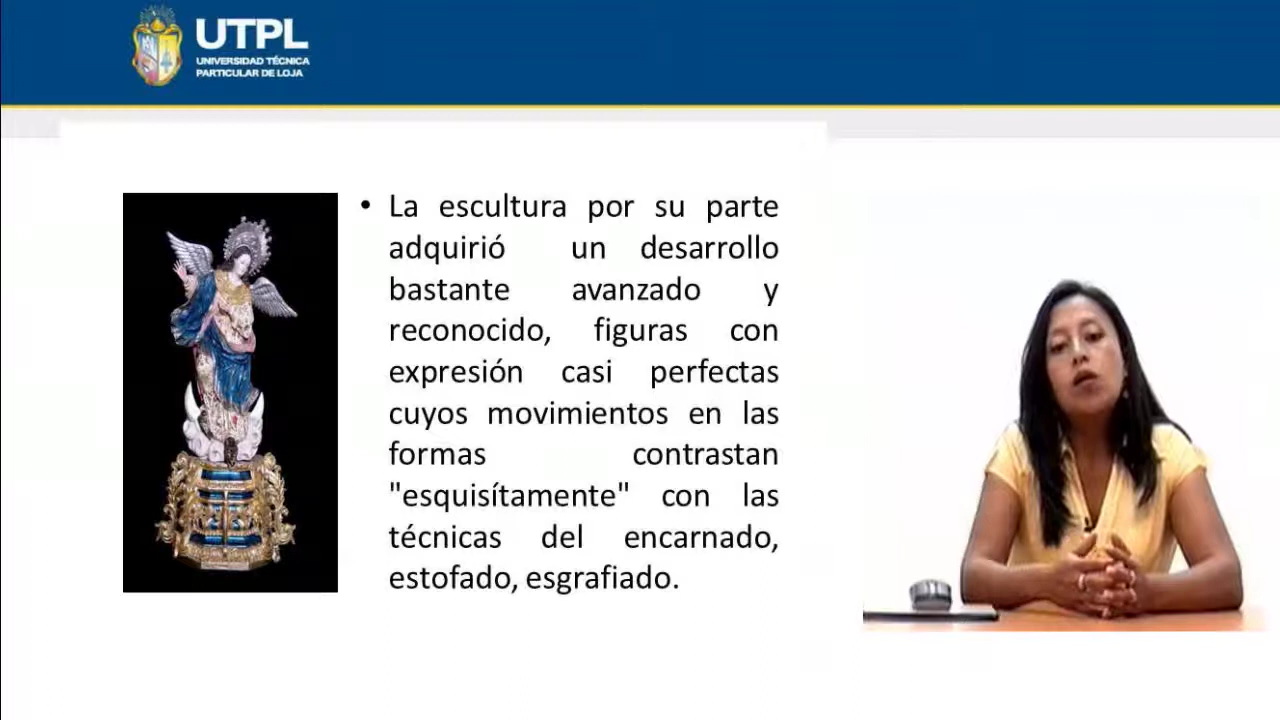 UTPL
UNIVERSIDAD TÉCNICA
PARTICULAR DE LOJA
• La escultura por su parte
adquirió un desarrollo
bastante avanzado y
reconocido, figuras con
expresión casi perfectas
cuyos movimientos en las
formas contrastan
"esquisítamente" con las
técnicas del encarnado,
estofado, esgrafiado.